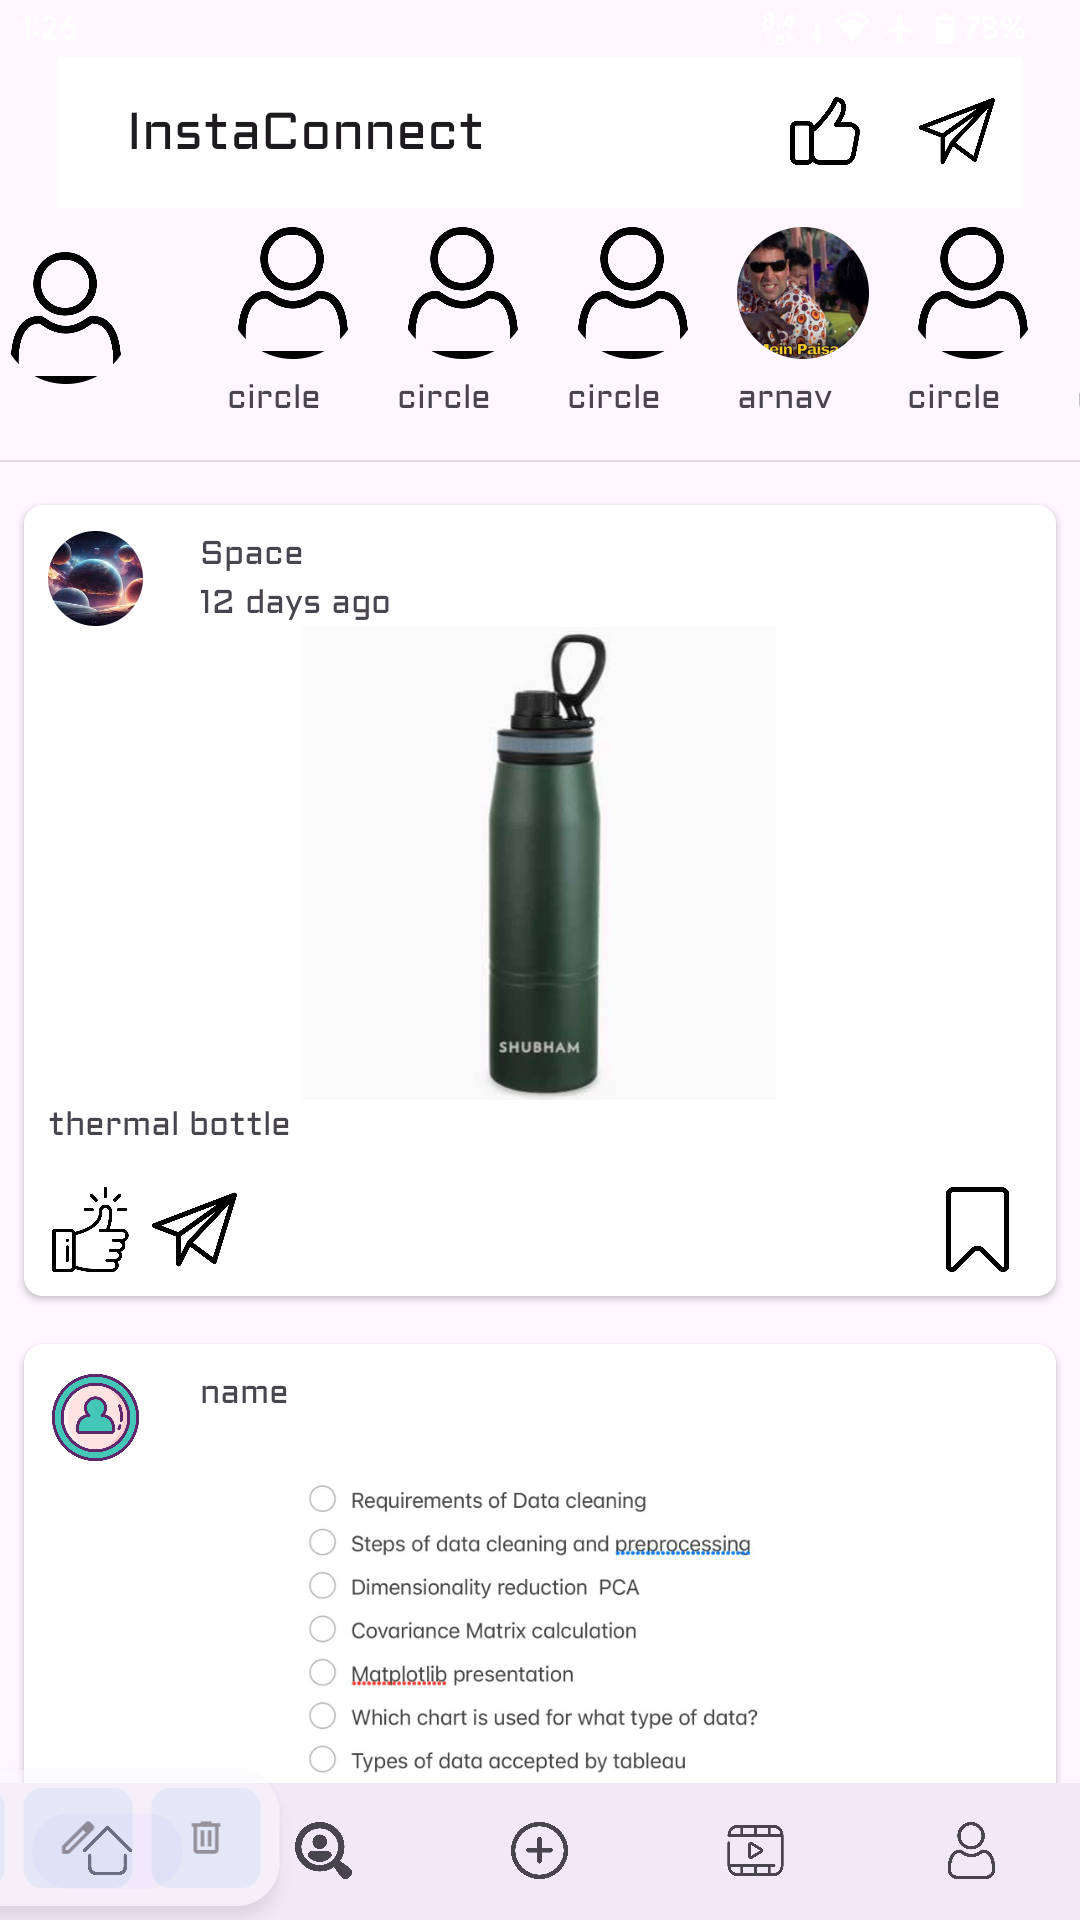 1:26
78%
InstaConnect
circle
circle
circle
arnav
circle
Mein Paisa
Space
12 days ago
SHUBHAM
thermal bottle
name
Requirements of Data cleaning
Steps of data cleaning and preprocessing
Dimensionality reduction PCA
Covariance Matrix calculation
Matplotlib presentation
Which chart is used for what type of data?
Types of data accepted by tableau